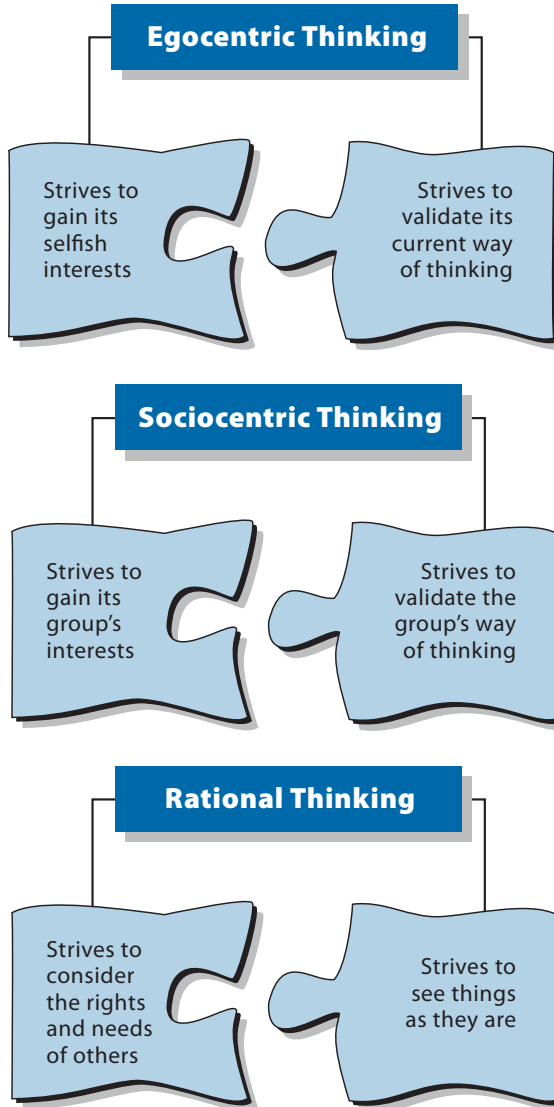 Egocentric Thinking
Strives to
gain its
selfish
interests
Strives to
validate its
current way
of thinking
Sociocentric Thinking
Strives to
gain its
group’s
interests
Strives to
validate the
group’s way
of thinking
Rational Thinking
Strives to
consider
the rights
and needs
of others
Strives to
see things
as they are